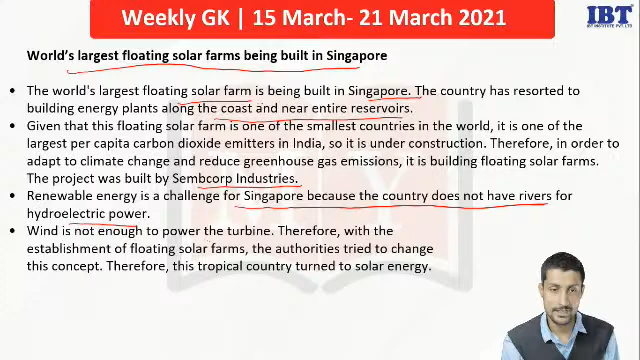 Weekly GK | 15 March- 21 March 2021
IBT
IBT INSTITUTE PVT.LTD.
World's largest floating solar farms being built in Singapore
• The world's largest floating solar farm is being built in Singapore. The country has resorted to
building energy plants along the coast and near entire reservoirs.
• Given that this floating solar farm is one of the smallest countries in the world, it is one of the
largest per capita carbon dioxide emitters in India, so it is under construction. Therefore, in order to
adapt to climate change and reduce greenhouse gas emissions, it is building floating solar farms.
The project was built by Sembcorp Industries.
• Renewable energy is a challenge for Singapore because the country does not have rivers for
hydroelectric power.
• Wind is not enough to power the turbine. Therefore, with the
establishment of floating solar farms, the authorities tried to change
this concept. Therefore, this tropical country turned to solar energy.